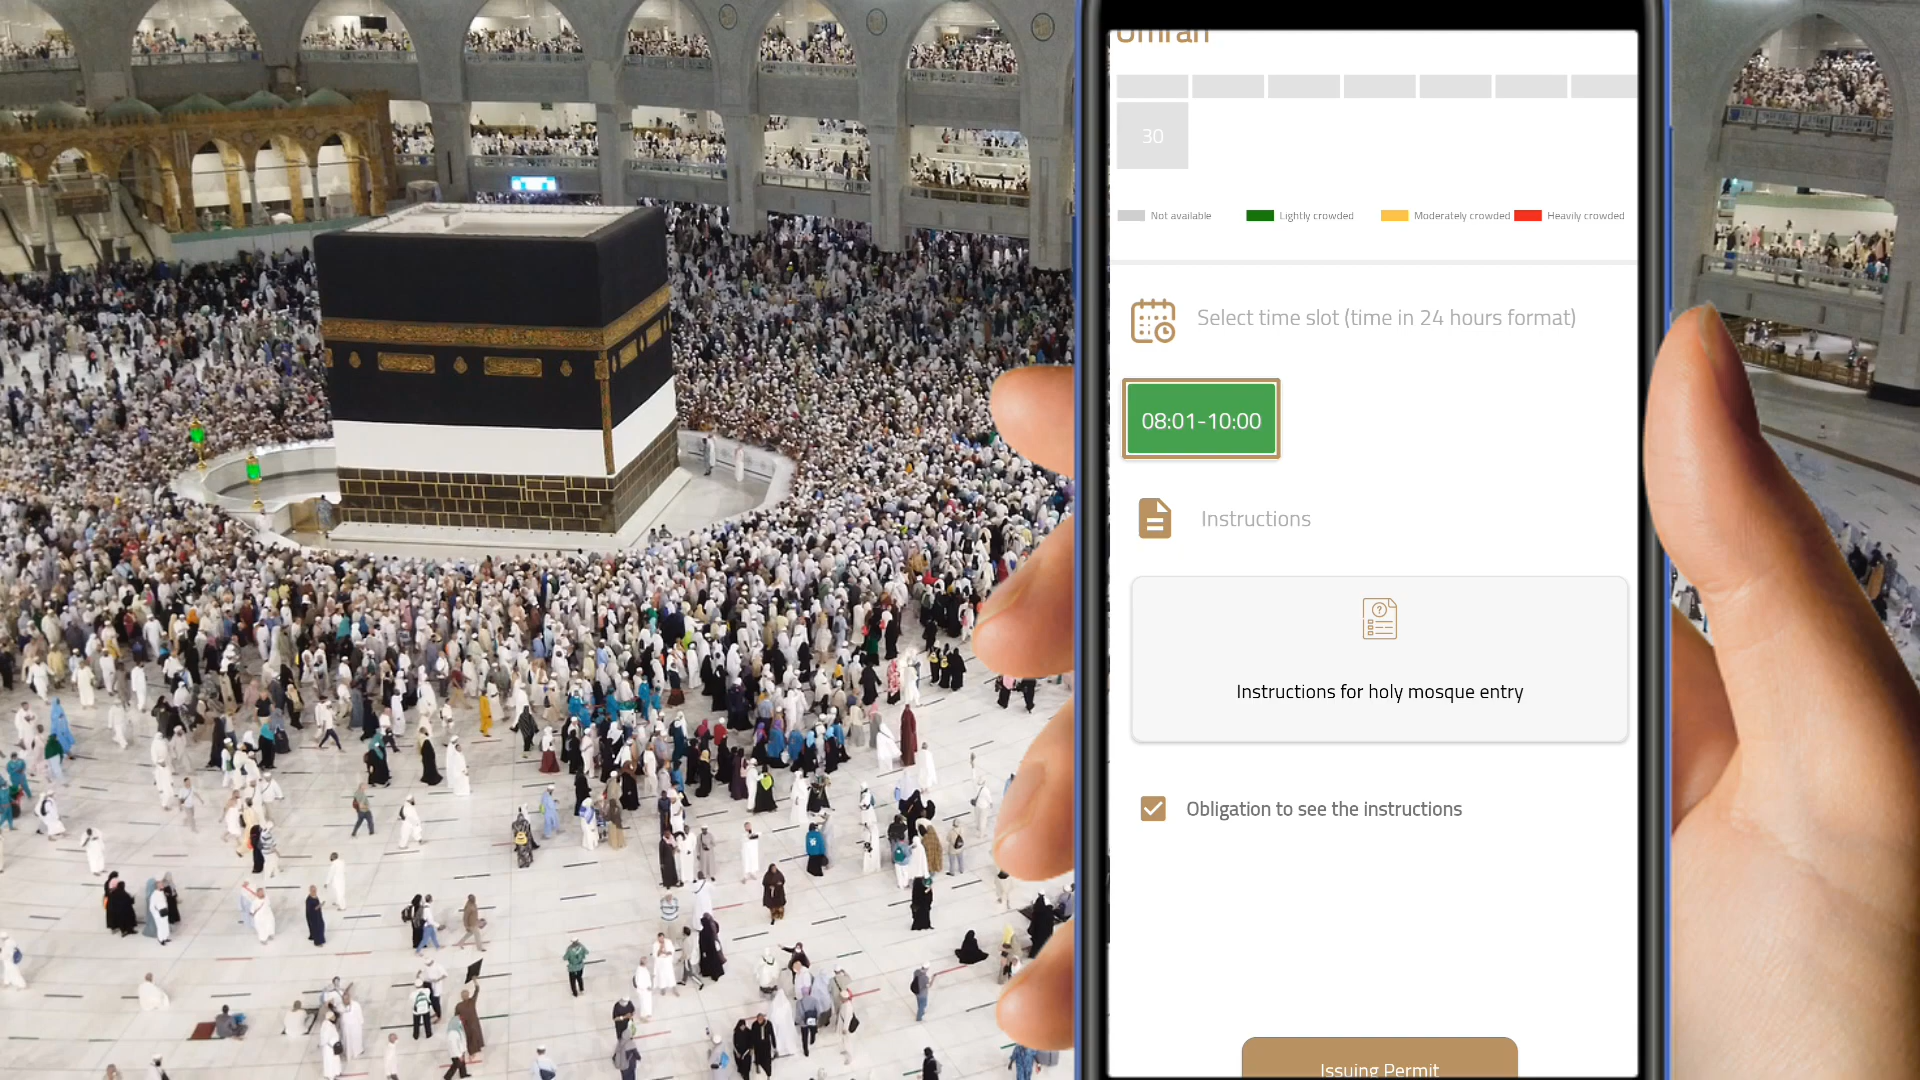 Umrah
30
Not available
Lightly crowded
Moderately crowded
Heavily crowded
Select time slot (time in 24 hours format)
08:01-10:00
Instructions
Instructions for holy mosque entry
Obligation to see the instructions
Issuing Permit